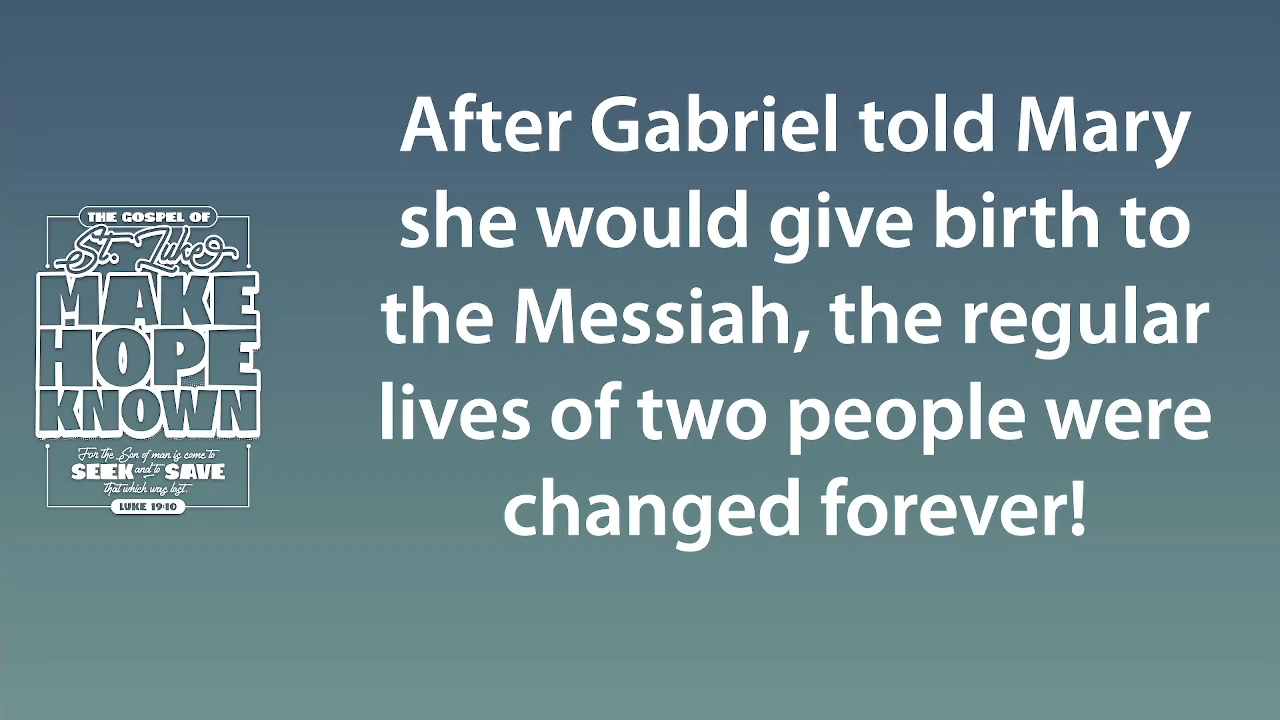 THE GOSPEL OF
St. Luke
MAKE
HOPE
KNOWN
For the Son of man is come to
SEEK and to SAVE
that which was lost.
LUKE 19:10
After Gabriel told Mary
she would give birth to
the Messiah, the regular
lives of two people were
changed forever!